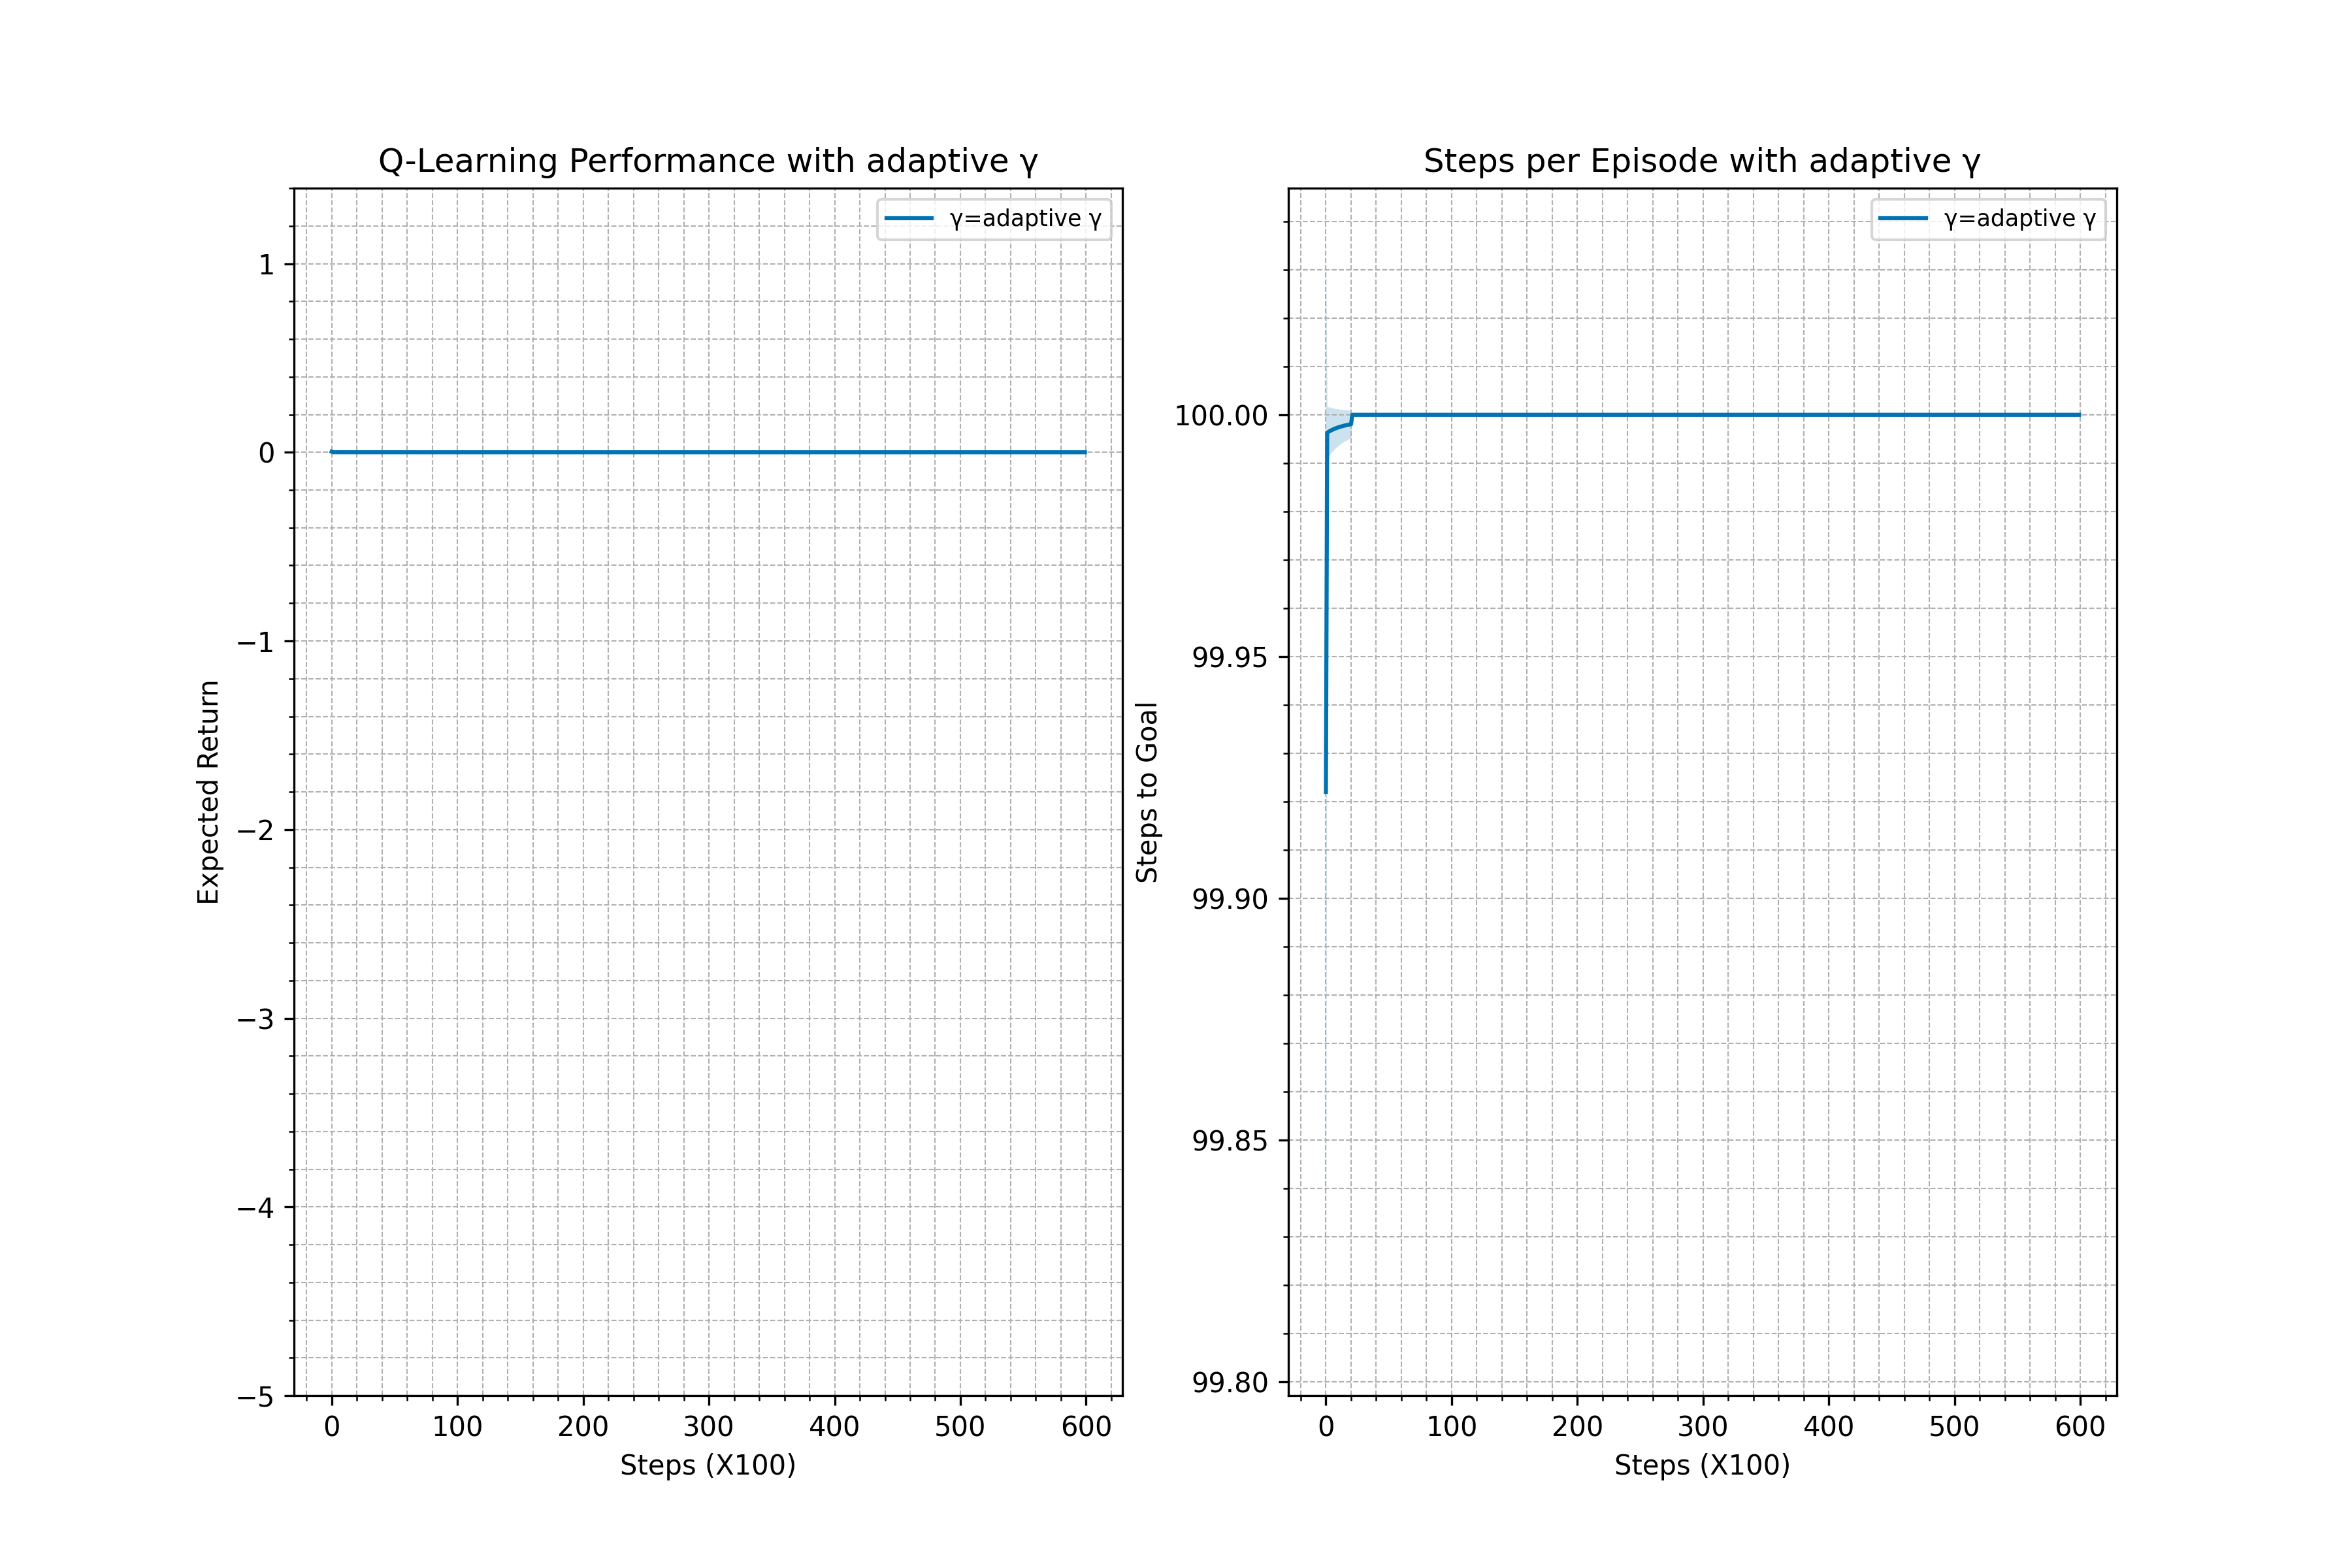 Q-Learning Performance with adaptive γ
γ=adaptive γ
1
0
−1
−2
−3
−4
−5
Expected Return
0 100 200 300 400 500 600
Steps (X100)
Steps per Episode with adaptive γ
γ=adaptive γ
100.00
99.95
99.90
99.85
99.80
Steps to Goal
0 100 200 300 400 500 600
Steps (X100)